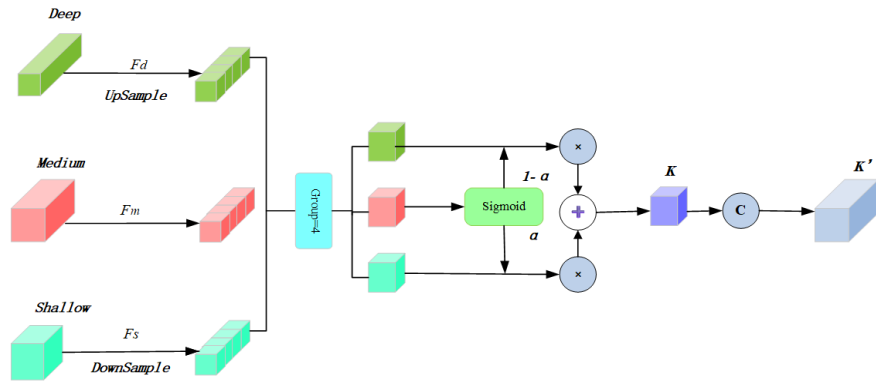 Deep
Fd
UpSample
Medium
Fm
Shallow
Fs
DownSample
Group=4
1- α
Sigmoid
α
×
+
×
K
C
K'